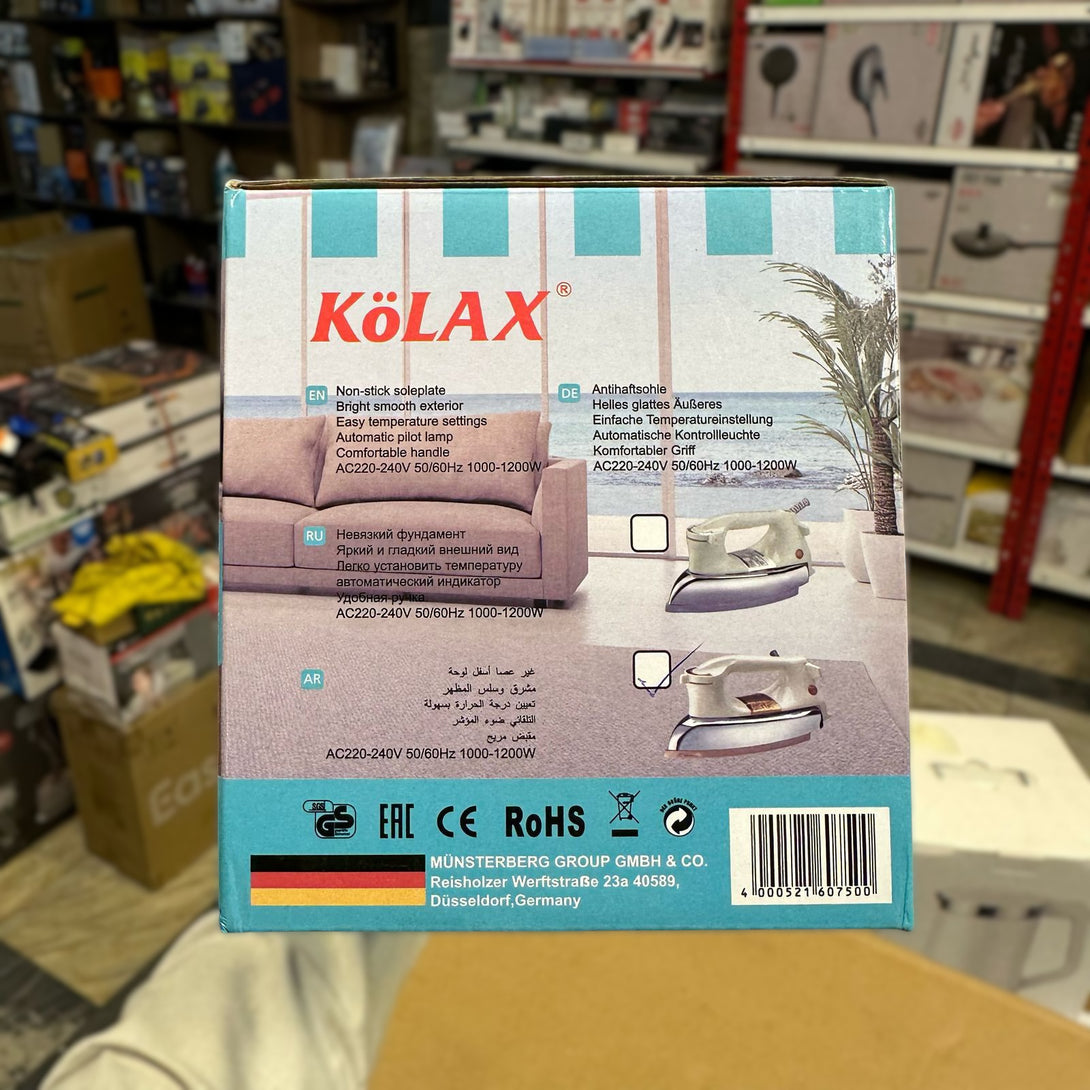 KöLAX®
EN
Non-stick soleplate
Bright smooth exterior
Easy temperature settings
Automatic pilot lamp
Comfortable handle
AC220-240V 50/60Hz 1000-1200W
DE
Antihaftsohle
Helles glattes Äußeres
Einfache Temperatureinstellung
Automatische Kontrollleuchte
Komfortabler Griff
AC220-240V 50/60Hz 1000-1200W
RU
Невязкий фундамент
Яркий и гладкий внешний вид
Легко установить температуру
автоматический индикатор
Удобная ручка
AC220-240V 50/60Hz 1000-1200W
AR
غير عصا أسفل لوحة
مشرق وسلس المظهر
تعيين درجة الحرارة بسهولة
التلقائي ضوء المؤشر
مقبض مريح
AC220-240V 50/60Hz 1000-1200W
SGS
GS
EAC
CE
RoHS
DER GRÜNE PUNKT
MÜNSTERBERG GROUP GMBH & CO.
Reisholzer Werftstraße 23a 40589,
Düsseldorf,Germany
4 000521 607500